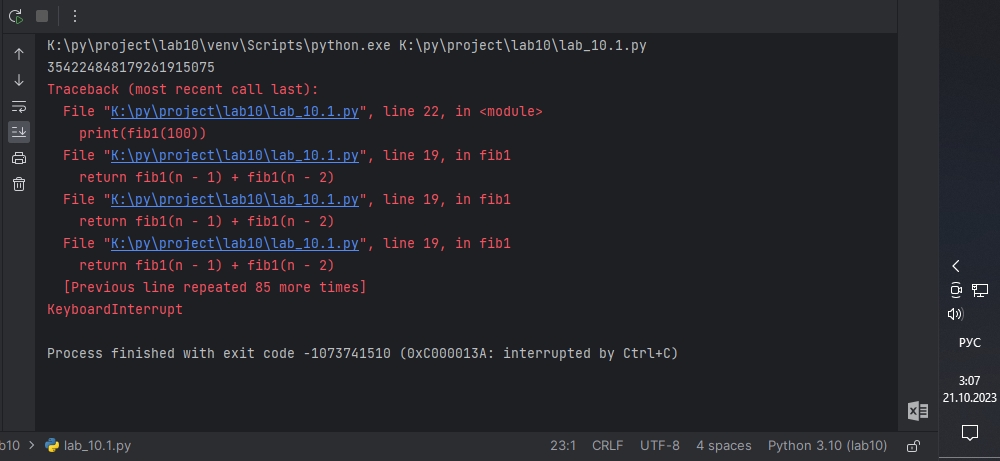 K:\py\project\lab10\venv\Scripts\python.exe K:\py\project\lab10\lab_10.1.py
354224848179261915075
Traceback (most recent call last):
  File "K:\py\project\lab10\lab_10.1.py", line 22, in <module>
    print(fib1(100))
  File "K:\py\project\lab10\lab_10.1.py", line 19, in fib1
    return fib1(n - 1) + fib1(n - 2)
  File "K:\py\project\lab10\lab_10.1.py", line 19, in fib1
    return fib1(n - 1) + fib1(n - 2)
  File "K:\py\project\lab10\lab_10.1.py", line 19, in fib1
    return fib1(n - 1) + fib1(n - 2)
  [Previous line repeated 85 more times]
KeyboardInterrupt
Process finished with exit code -1073741510 (0xC000013A: interrupted by Ctrl+C)
b10 > lab_10.1.py 23:1 CRLF UTF-8 4 spaces Python 3.10 (lab10)
РУС
3:07
21.10.2023